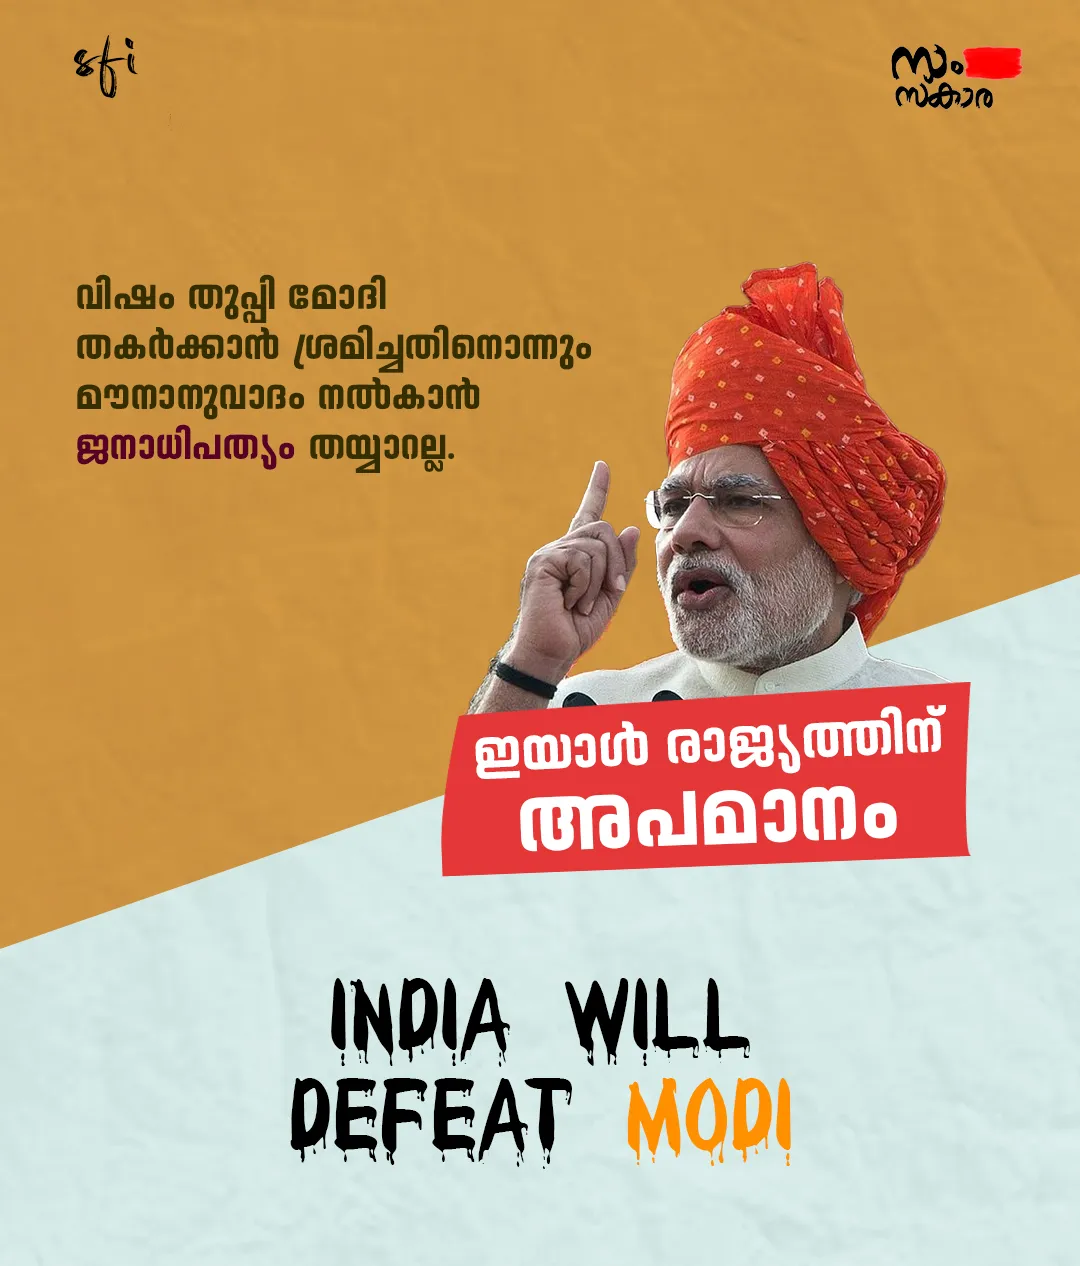 sfi
സാം
സ്കാര
വിഷം തുപ്പി മോദി
തകർക്കാൻ ശ്രമിച്ചതിനൊന്നും
മൗനാനുവാദം നൽകാൻ
ജനാധിപത്യം തയ്യാറല്ല.
ഇയാൾ രാജ്യത്തിന്
അപമാനം
INDIA WILL
DEFEAT MODI